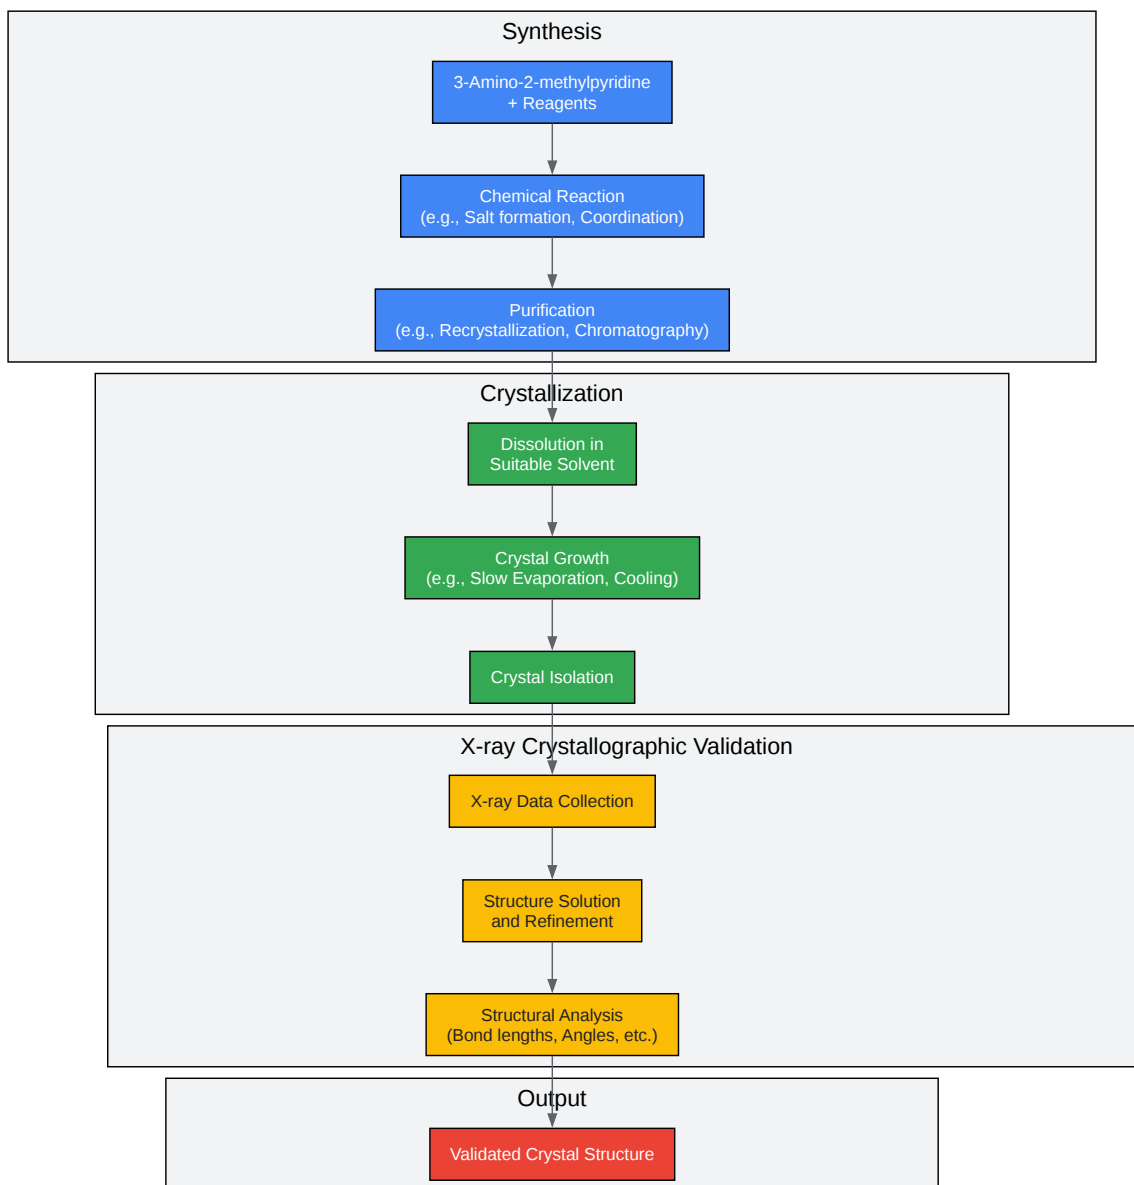 Synthesis
3-Amino-2-methylpyridine
+ Reagents
Chemical Reaction
(e.g., Salt formation, Coordination)
Purification
(e.g., Recrystallization, Chromatography)
Crystallization
Dissolution in
Suitable Solvent
Crystal Growth
(e.g., Slow Evaporation, Cooling)
Crystal Isolation
X-ray Crystallographic Validation
X-ray Data Collection
Structure Solution
and Refinement
Structural Analysis
(Bond lengths, Angles, etc.)
Output
Validated Crystal Structure